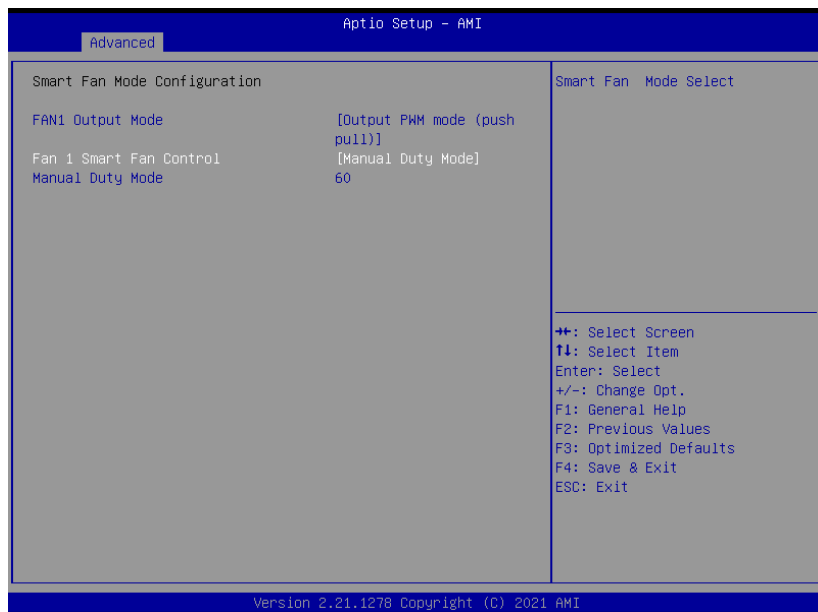 Aptio Setup – AMI
Advanced
Smart Fan Mode Configuration
FAN1 Output Mode [Output PWM mode (push pull)]
Fan 1 Smart Fan Control [Manual Duty Mode]
Manual Duty Mode 60
Smart Fan Mode Select
→←: Select Screen
↑↓: Select Item
Enter: Select
+/-: Change Opt.
F1: General Help
F2: Previous Values
F3: Optimized Defaults
F4: Save & Exit
ESC: Exit
Version 2.21.1278 Copyright (C) 2021 AMI